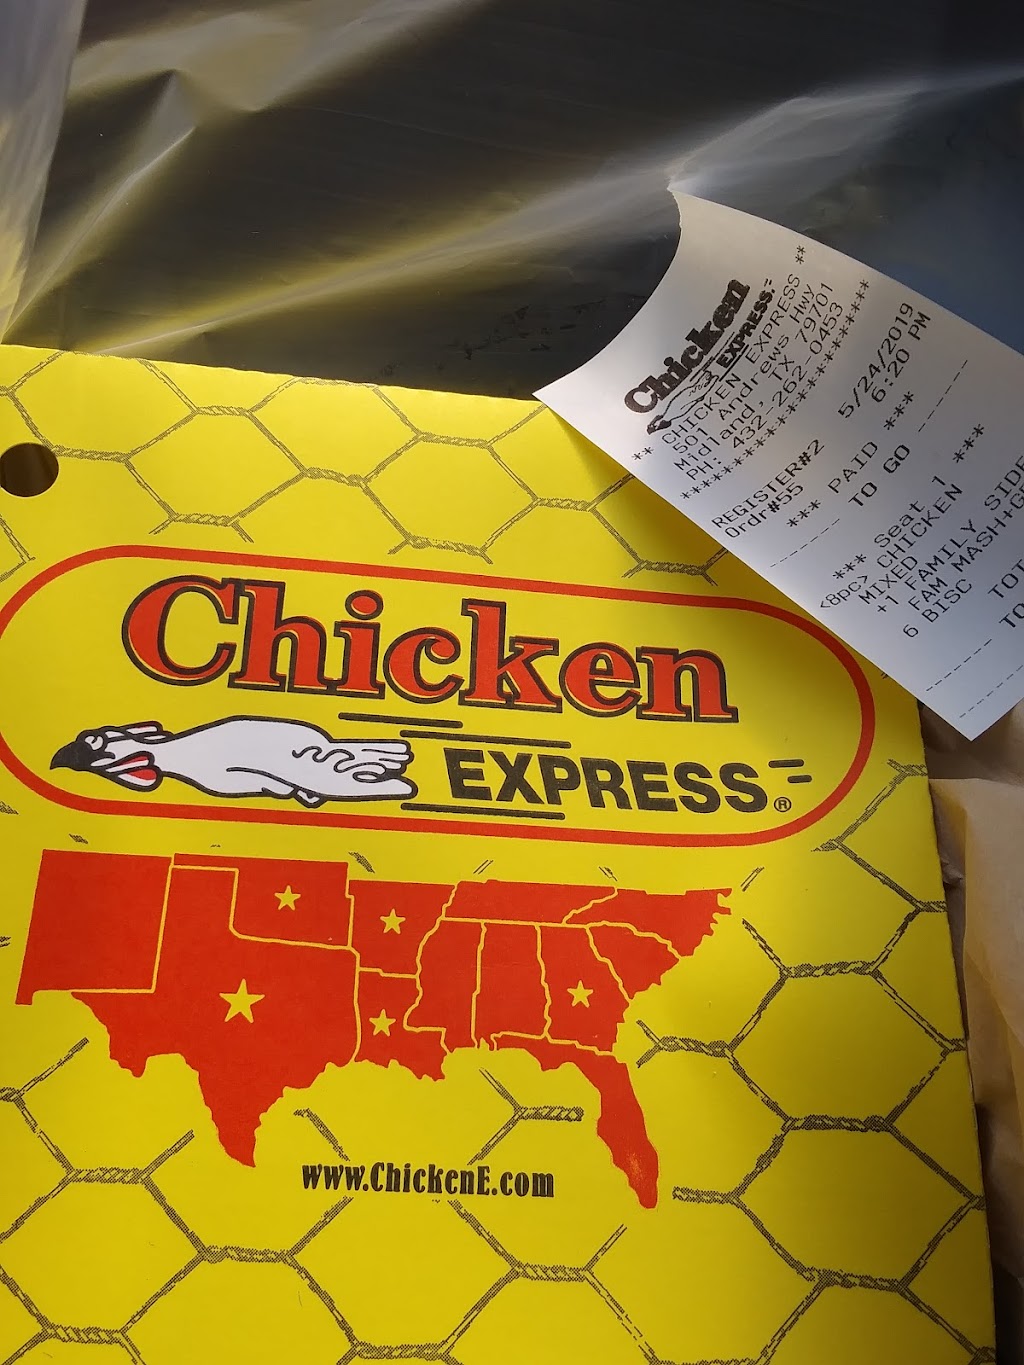 Chicken
EXPRESS.
** CHICKEN EXPRESS **
501 Andrews Hwy
Midland, TX 79701
PH: 432-262-0453
******************************
REGISTER#2 5/24/2019
Ordr#55 6:20 PM
*** PAID ***
TO GO
*** Seat 1 ***
<8pc> CHICKEN
MIXED
+1 FAMILY SIDE
FAM MASH+G
6 BISC
TOT
TO
Chicken
EXPRESS®
www.ChickenE.com